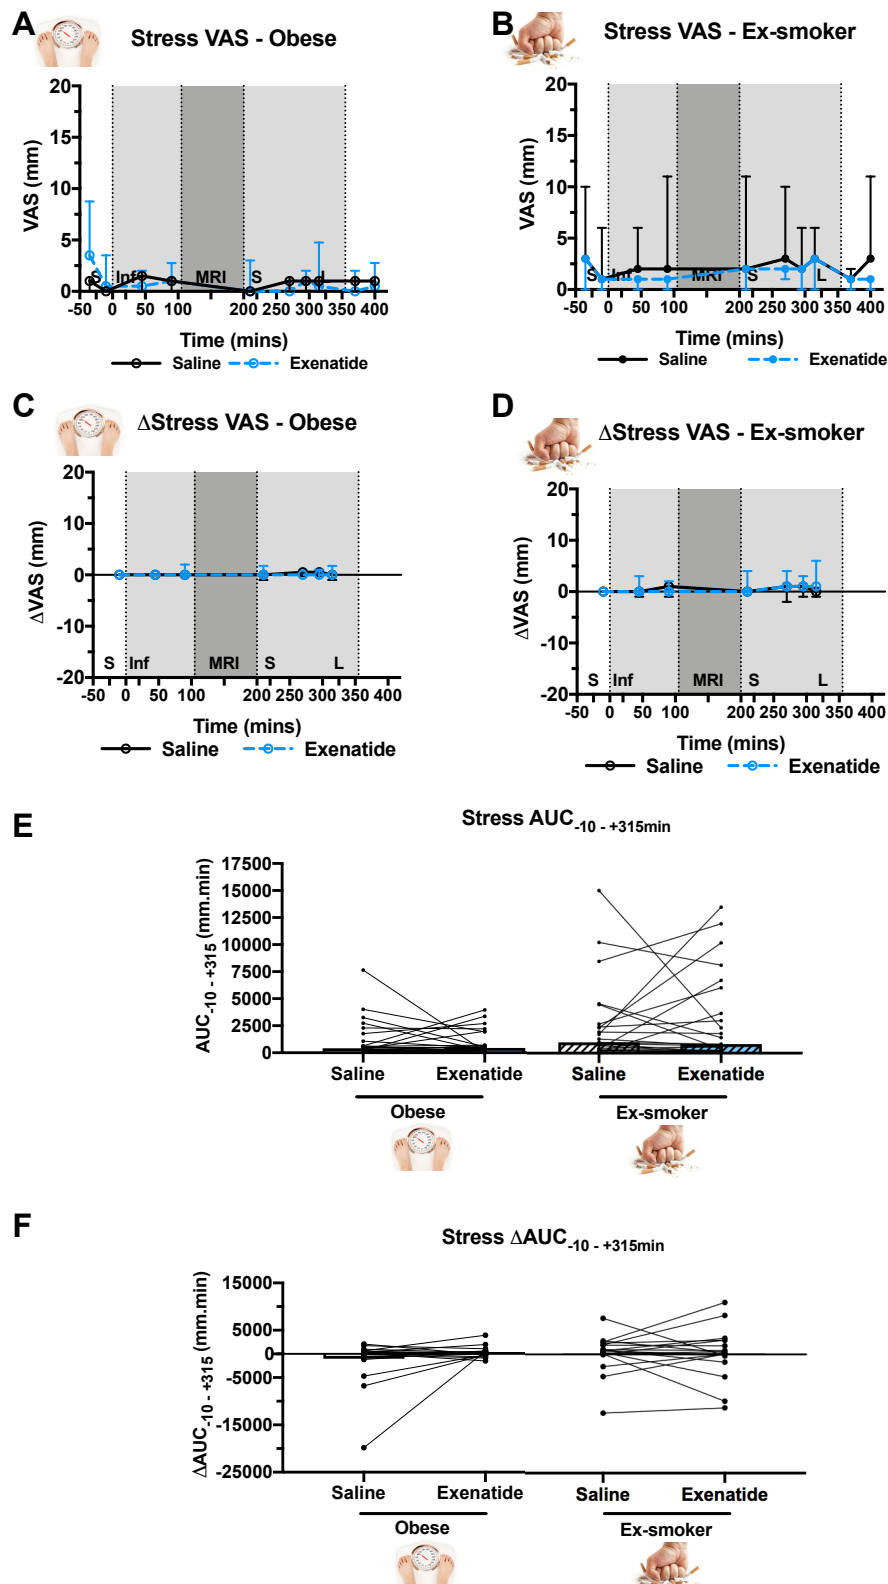 A
Stress VAS - Obese
VAS (mm)
20
15
10
5
0
S
Inf
MRI
S
L
-50 0 50 100 200 250 300 350 400
Time (mins)
Saline
Exenatide
B
Stress VAS - Ex-smoker
VAS (mm)
20
15
10
5
0
S
Inf
MRI
S
L
-50 0 50 100 200 250 300 350 400
Time (mins)
Saline
Exenatide
C
ΔStress VAS - Obese
ΔVAS (mm)
20
10
0
-10
-20
S
Inf
MRI
S
L
-50 0 50 100 200 250 300 350 400
Time (mins)
Saline
Exenatide
D
ΔStress VAS - Ex-smoker
ΔVAS (mm)
20
10
0
-10
-20
S
Inf
MRI
S
L
-50 0 50 100 200 250 300 350 400
Time (mins)
Saline
Exenatide
E
Stress AUC-10 - +315min
AUC-10 - +315 (mm.min)
17500
15000
12500
10000
7500
5000
2500
0
Saline Exenatide Saline Exenatide
Obese Ex-smoker
F
Stress ΔAUC-10 - +315min
ΔAUC-10 - +315 (mm.min)
15000
5000
0
-5000
-15000
-25000
Saline Exenatide Saline Exenatide
Obese Ex-smoker